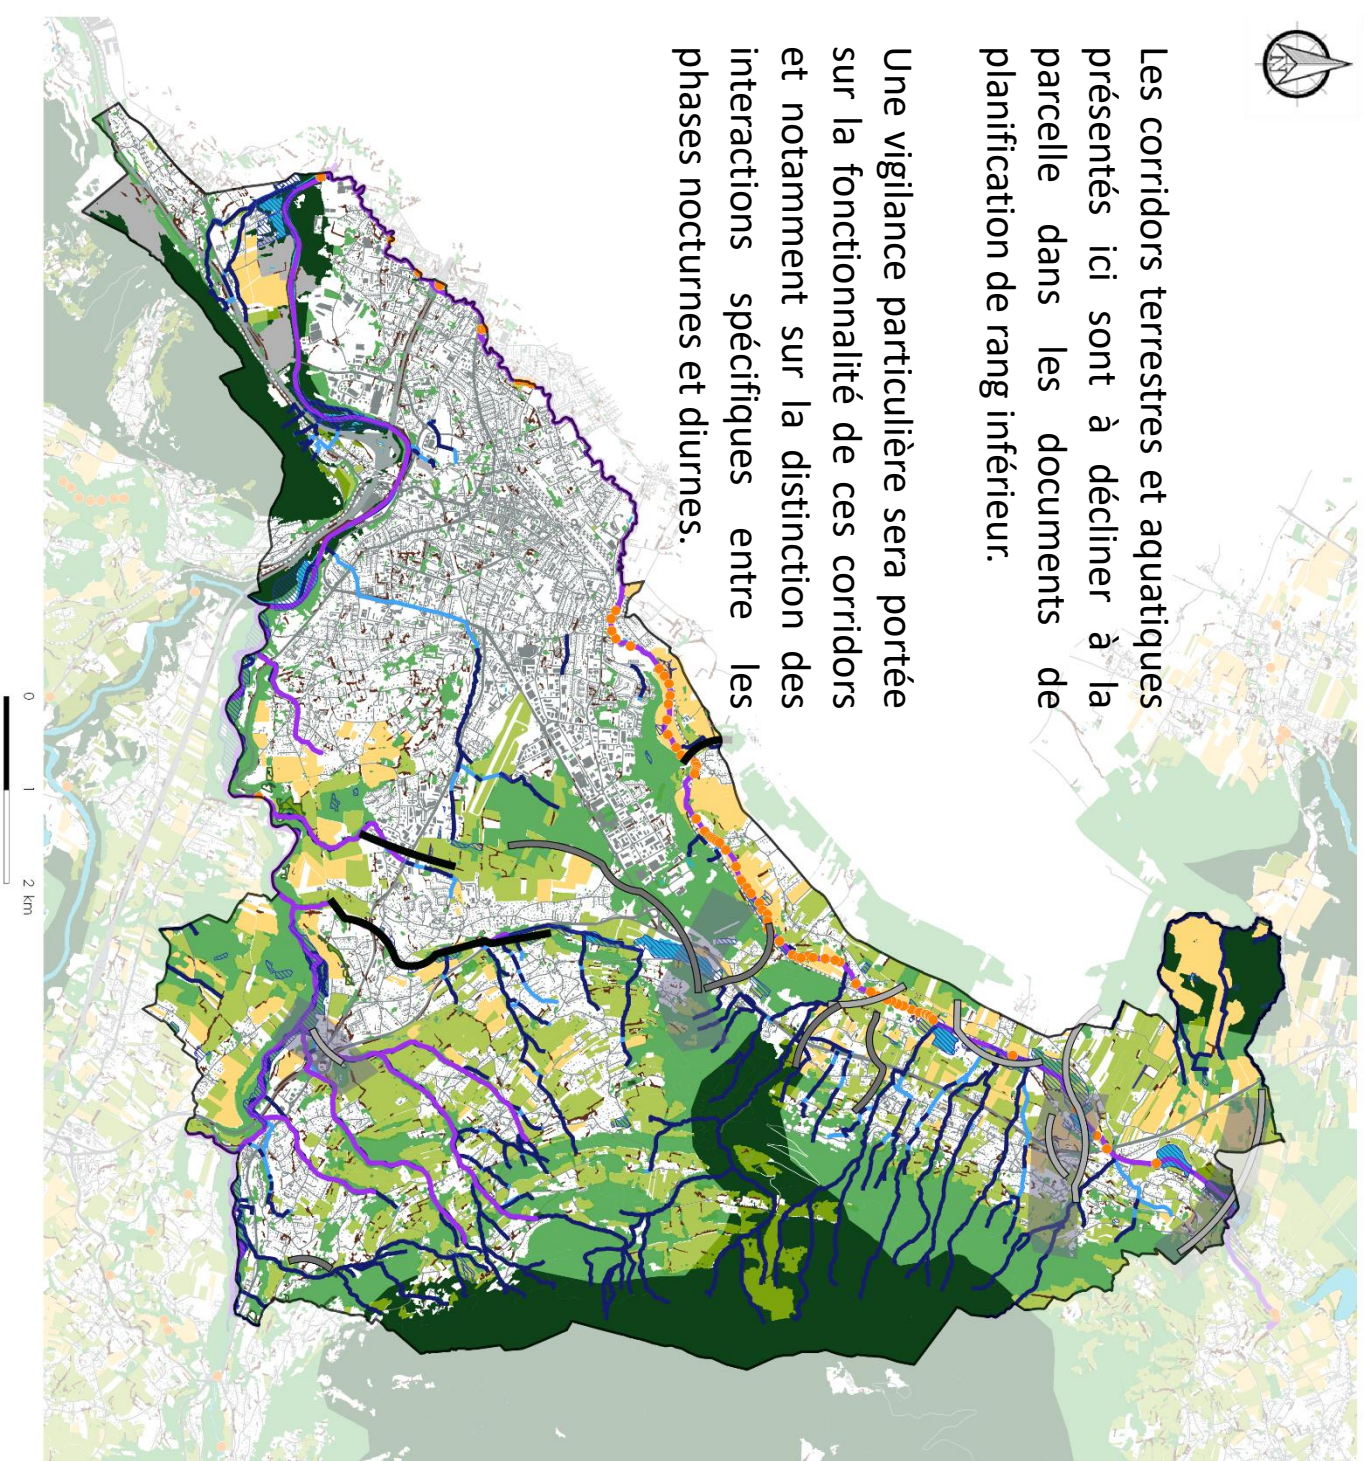 Les corridors terrestres et aquatiques
présentés ici sont à décliner à la
parcelle dans les documents de
planification de rang inférieur.
Une vigilance particulière sera portée
sur la fonctionnalité de ces corridors
et notamment sur la distinction des
interactions spécifiques entre les
phases nocturnes et diurnes.
N
0 1 2 km